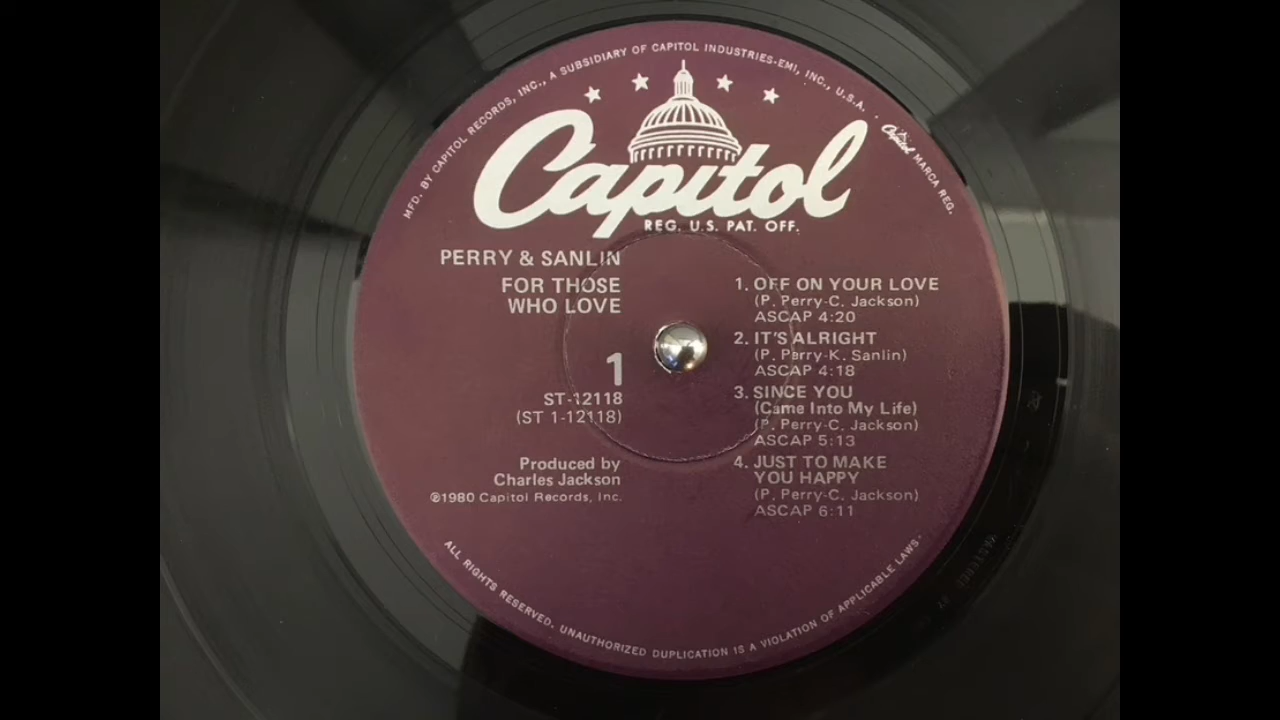 MFD. BY CAPITOL RECORDS, INC., A SUBSIDIARY OF CAPITOL INDUSTRIES-EMI, INC., U.S.A. . Capitol MARCA REG.
Capitol
REG. U.S. PAT. OFF.
PERRY & SANLIN
FOR THOSE
WHO LOVE
1
ST-12118
(ST 1-12118)
Produced by
Charles Jackson
℗1980 Capitol Records, Inc.
1. OFF ON YOUR LOVE
(P. Perry-C. Jackson)
ASCAP 4:20
2. IT'S ALRIGHT
(P. Perry-K. Sanlin)
ASCAP 4:18
3. SINCE YOU
(Came Into My Life)
(P. Perry-C. Jackson)
ASCAP 5:13
4. JUST TO MAKE
YOU HAPPY
(P. Perry-C. Jackson)
ASCAP 6:11
ALL RIGHTS RESERVED. UNAUTHORIZED DUPLICATION IS A VIOLATION OF APPLICABLE LAWS.